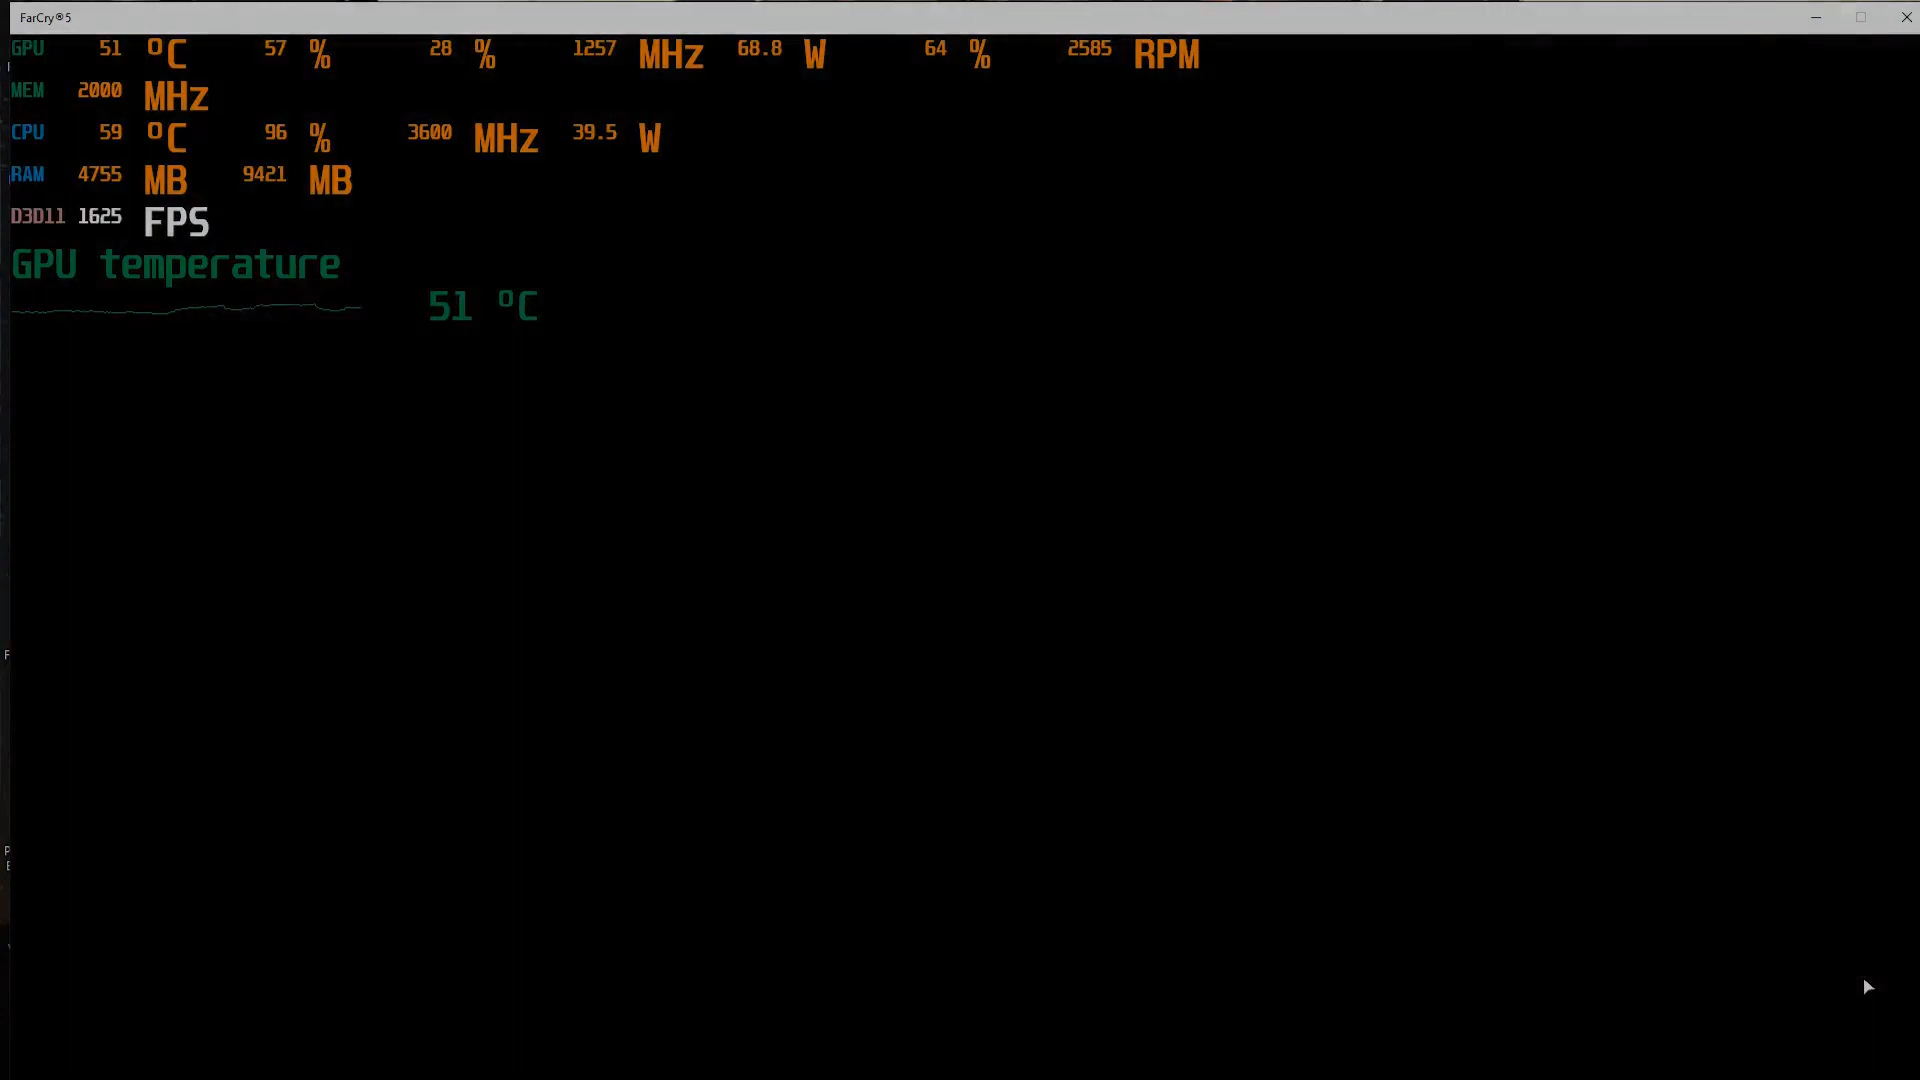 FarCry®5
GPU 51 °C 57 % 28 % 1257 MHz 68.8 W 64 % 2585 RPM
MEM 2000 MHz
CPU 59 °C 96 % 3600 MHz 39.5 W
RAM 4755 MB 9421 MB
D3D11 1625 FPS
GPU temperature
51 °C
F
P
E